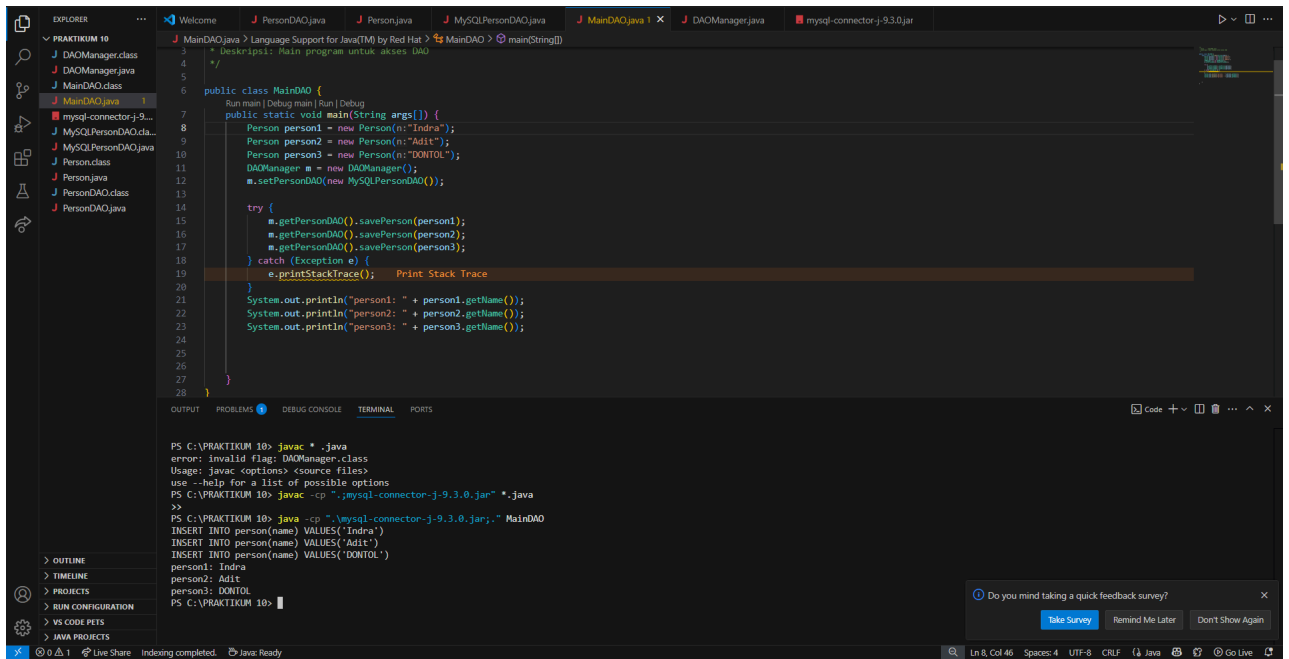 EXPLORER ···
PRAKTIKUM 10
J DAOManager.class
J DAOManager.java
J MainDAO.class
J MainDAO.java 1
mysql-connector-j-9....
J MySQLPersonDAO.cla...
J MySQLPersonDAO.java
J Person.class
J Person.java
J PersonDAO.class
J PersonDAO.java
OUTLINE
TIMELINE
PROJECTS
RUN CONFIGURATION
VS CODE PETS
JAVA PROJECTS
Welcome J PersonDAO.java J Person.java J MySQLPersonDAO.java J MainDAO.java 1 J DAOManager.java mysql-connector-j-9.3.0.jar
J MainDAO.java > Language Support for Java(TM) by Red Hat > MainDAO > main(String[])
3 * Deskripsi: Main program untuk akses DAO
4 */
5
6 public class MainDAO {
Run main | Debug main | Run | Debug
7 public static void main(String args[]) {
8 Person person1 = new Person(n:"Indra");
9 Person person2 = new Person(n:"Adit");
10 Person person3 = new Person(n:"DONTOL");
11 DAOManager m = new DAOManager();
12 m.setPersonDAO(new MySQLPersonDAO());
13
14 try {
15 m.getPersonDAO().savePerson(person1);
16 m.getPersonDAO().savePerson(person2);
17 m.getPersonDAO().savePerson(person3);
18 } catch (Exception e) {
19 e.printStackTrace(); Print Stack Trace
20 }
21 System.out.println("person1: " + person1.getName());
22 System.out.println("person2: " + person2.getName());
23 System.out.println("person3: " + person3.getName());
24
25
26
27 }
28 }
OUTPUT PROBLEMS 1 DEBUG CONSOLE TERMINAL PORTS Code
PS C:\PRAKTIKUM 10> javac * .java
error: invalid flag: DAOManager.class
Usage: javac <options> <source files>
use --help for a list of possible options
PS C:\PRAKTIKUM 10> javac -cp ".;mysql-connector-j-9.3.0.jar" *.java
>>
PS C:\PRAKTIKUM 10> java -cp ".\mysql-connector-j-9.3.0.jar;." MainDAO
INSERT INTO person(name) VALUES('Indra')
INSERT INTO person(name) VALUES('Adit')
INSERT INTO person(name) VALUES('DONTOL')
person1: Indra
person2: Adit
person3: DONTOL
PS C:\PRAKTIKUM 10>
Do you mind taking a quick feedback survey?
Take Survey Remind Me Later Don't Show Again
0 1 Live Share Indexing completed. Java: Ready Ln 8, Col 46 Spaces: 4 UTF-8 CRLF Java Go Live